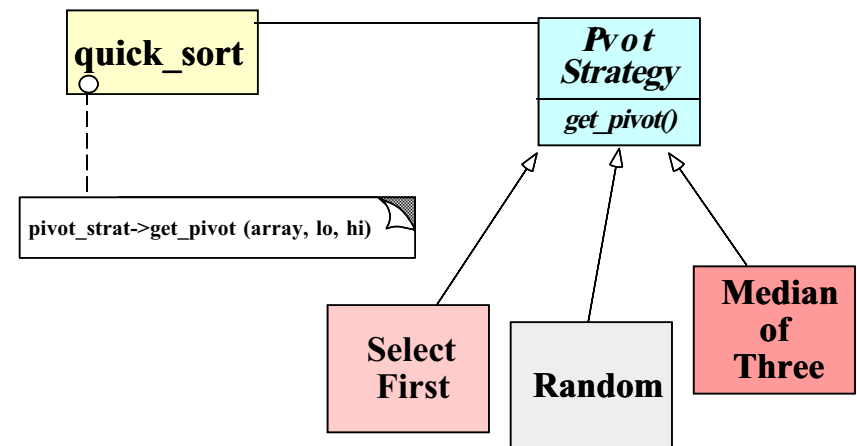 quick_sort
Pvot
Strategy
get_pivot()
pivot_strat->get_pivot (array, lo, hi)
Select
First
Random
Median
of
Three